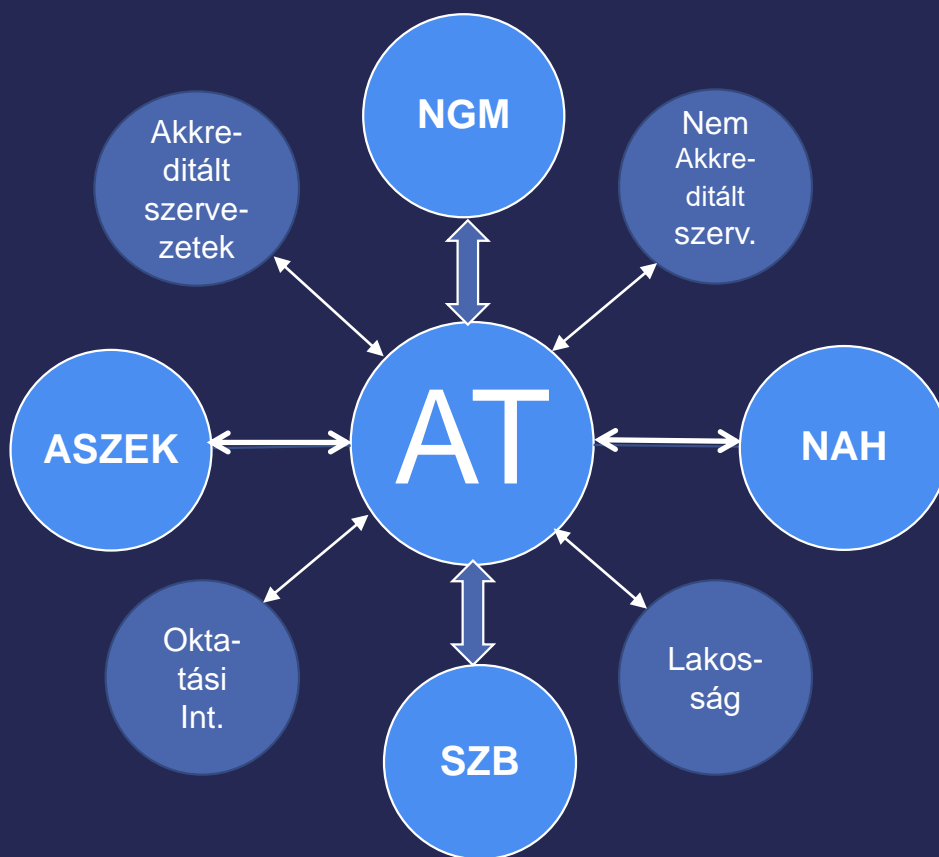 NGM
Akkre-
ditált
szerve-
zetek
Nem
Akkre-
ditált
szerv.
ASZEK
AT
NAH
Okta-
tási
Int.
Lakos-
ság
SZB